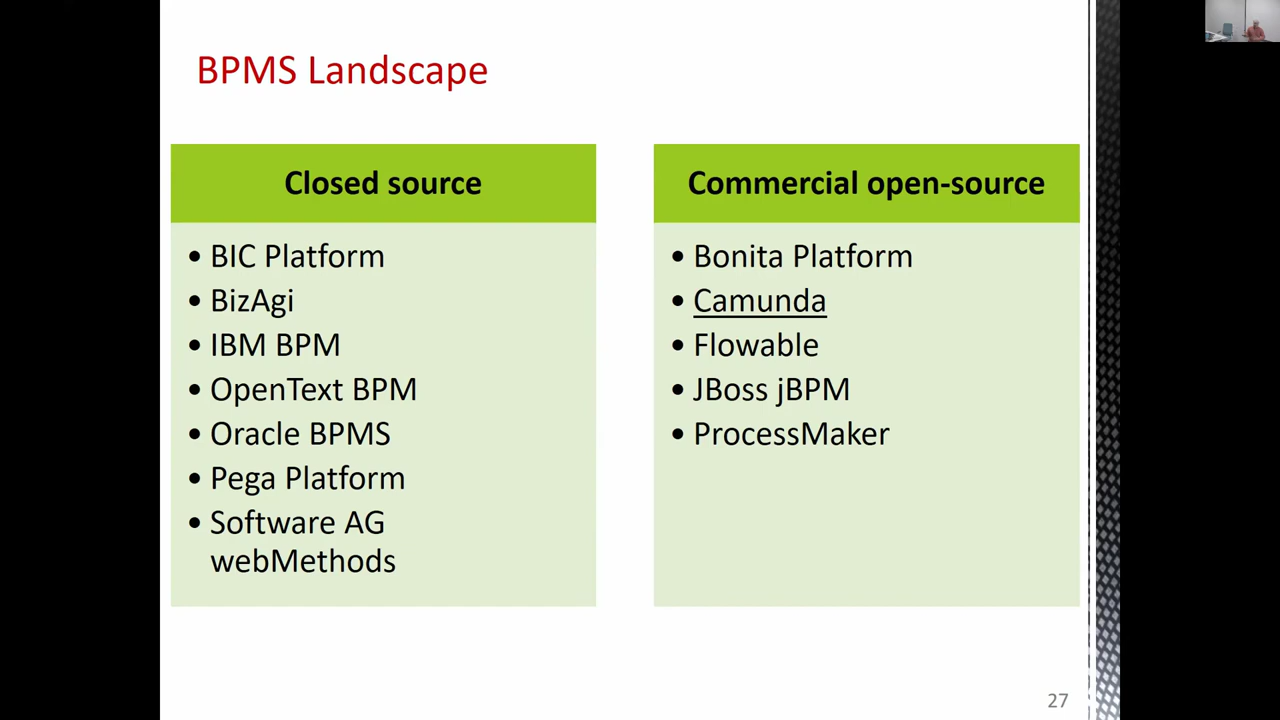 BPMS Landscape
Closed source
• BIC Platform
• BizAgi
• IBM BPM
• OpenText BPM
• Oracle BPMS
• Pega Platform
• Software AG
webMethods
Commercial open-source
• Bonita Platform
• Camunda
• Flowable
• JBoss jBPM
• ProcessMaker
27